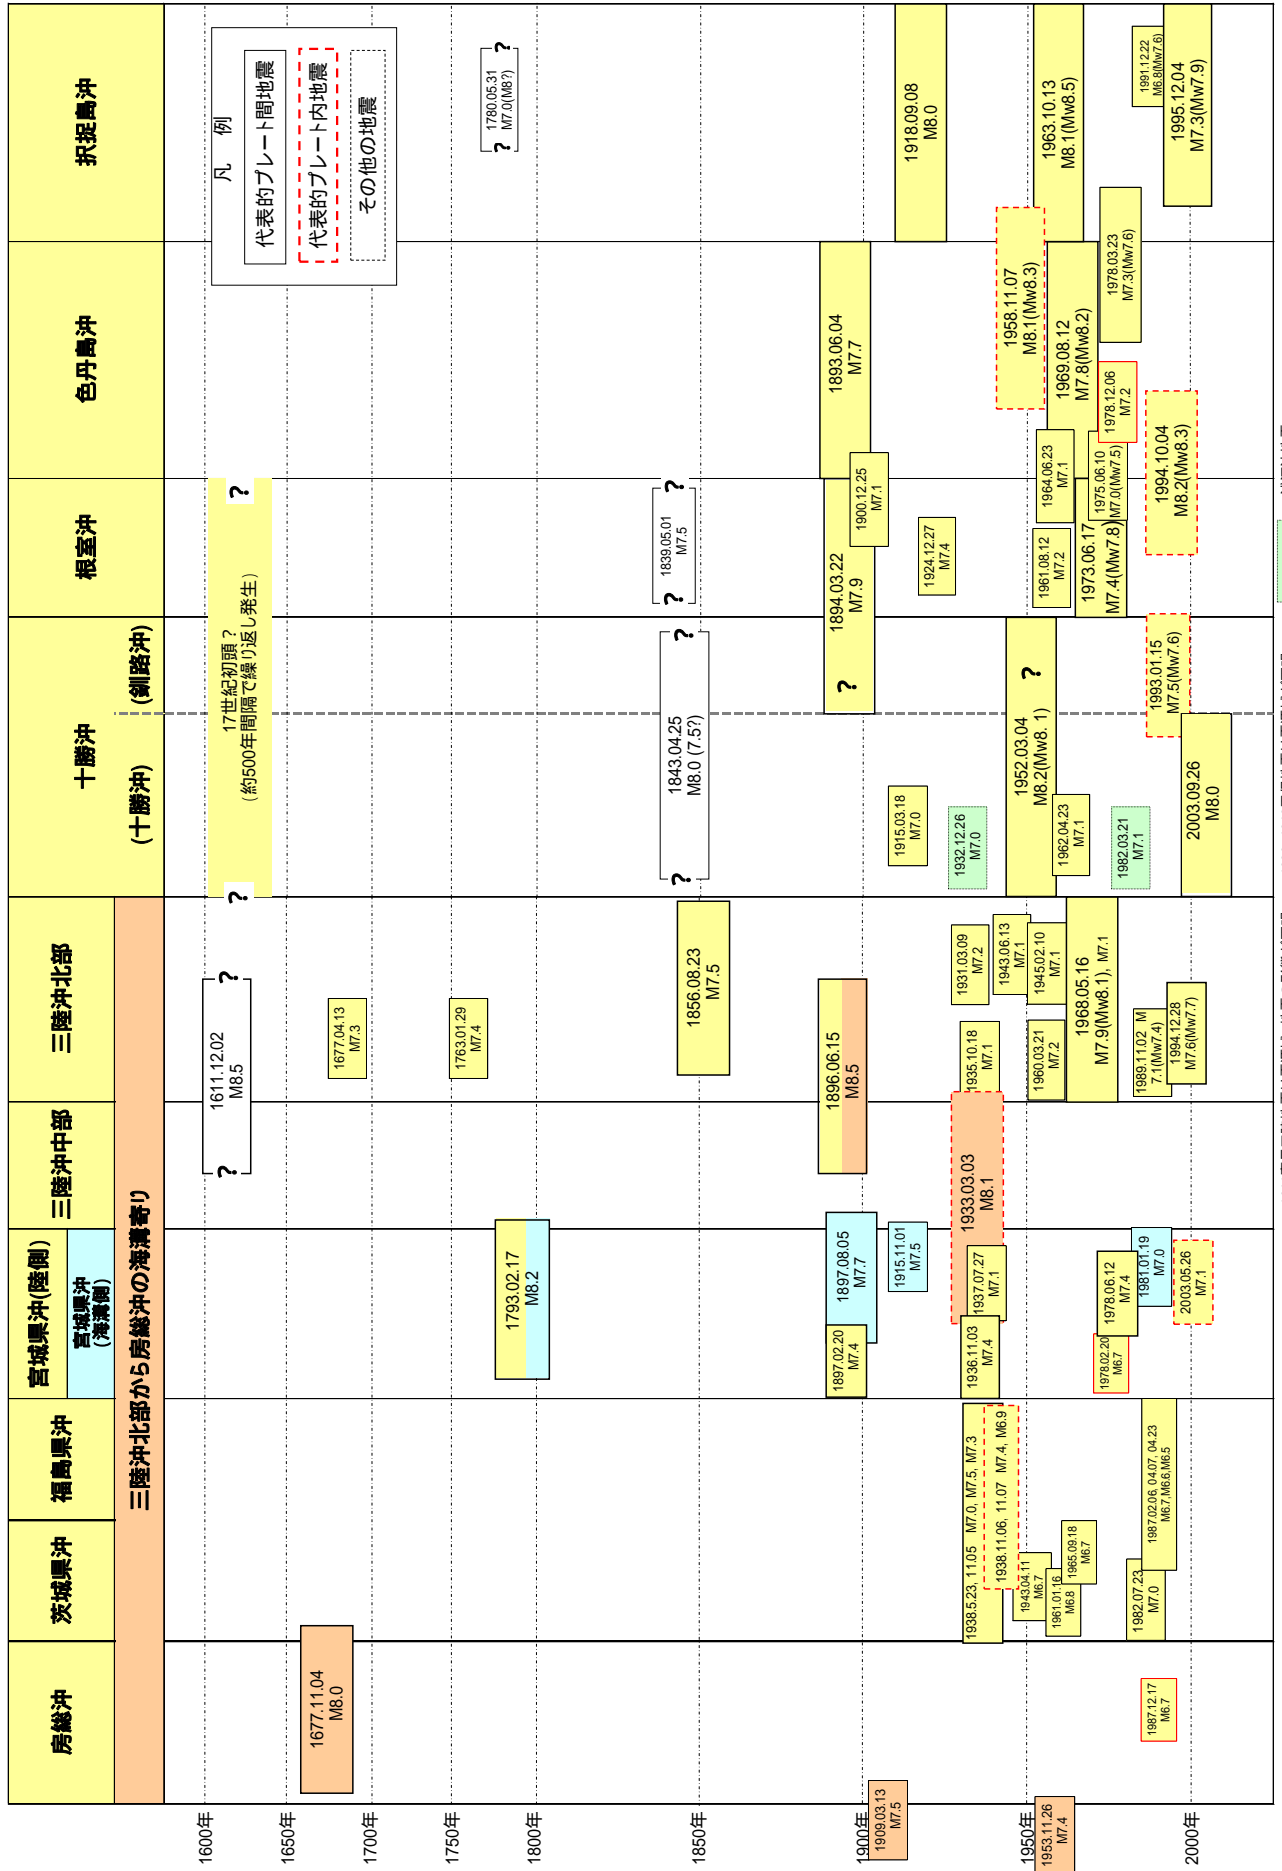 房総沖
茨城県沖
福島県沖
宮城県沖(陸側)
宮城県沖
(海溝側)
三陸沖中部
三陸沖北部
十勝沖
(十勝沖)
(釧路沖)
根室沖
色丹島沖
択捉島沖
三陸沖北部から房総沖の海溝寄り
凡 例
代表的プレート間地震
代表的プレート内地震
その他の地震
1600年
?
1611.12.02
M8.5
?
?
17世紀初頭?
(約500年間隔で繰り返し発生)
?
1650年
1677.11.04
M8.0
1677.04.13
M7.3
1700年
1750年
1763.01.29
M7.4
?
1780.05.31
M7.0(M8?)
?
1800年
1793.02.17
M8.2
1850年
1856.08.23
M7.5
?
1843.04.25
M8.0 (7.5?)
?
?
1839.05.01
M7.5
?
1900年
1897.02.20
M7.4
1897.08.05
M7.7
1896.06.15
M8.5
?
1894.03.22
M7.9
1893.06.04
M7.7
1900.12.25
M7.1
1909.03.13
M7.5
1915.11.01
M7.5
1915.03.18
M7.0
1918.09.08
M8.0
1924.12.27
M7.4
1932.12.26
M7.0
1931.03.09
M7.2
1933.03.03
M8.1
1935.10.18
M7.1
1936.11.03
M7.4
1937.07.27
M7.1
1938.5.23, 11.05 M7.0, M7.5, M7.3
1938.11.06, 11.07 M7.4, M6.9
1943.06.13
M7.1
1943.04.11
M6.7
1945.02.10
M7.1
1950年
1953.11.26
M7.4
1952.03.04
M8.2(Mw8.1)
?
1958.11.07
M8.1(Mw8.3)
1960.03.21
M7.2
1961.01.16
M6.8
1961.08.12
M7.2
1962.04.23
M7.1
1963.10.13
M8.1(Mw8.5)
1964.06.23
M7.1
1965.09.18
M6.7
1968.05.16
M7.9(Mw8.1), M7.1
1969.08.12
M7.8(Mw8.2)
1973.06.17
M7.4(Mw7.8)
1975.06.10
M7.0(Mw7.5)
1978.02.20
M6.7
1978.06.12
M7.4
1978.12.06
M7.2
1978.03.23
M7.3(Mw7.6)
1981.01.19
M7.0
1982.07.23
M7.0
1982.03.21
M7.1
1987.12.17
M6.7
1987.02.06, 04.07, 04.23
M6.7,M6.6,M6.5
1989.11.02 M
7.1(Mw7.4)
1991.12.22
M6.8(Mw7.6)
1993.01.15
M7.5(Mw7.6)
1994.12.28
M7.6(Mw7.7)
1994.10.04
M8.2(Mw8.3)
1995.12.04
M7.3(Mw7.9)
2000年
2003.05.26
M7.1
2003.09.26
M8.0